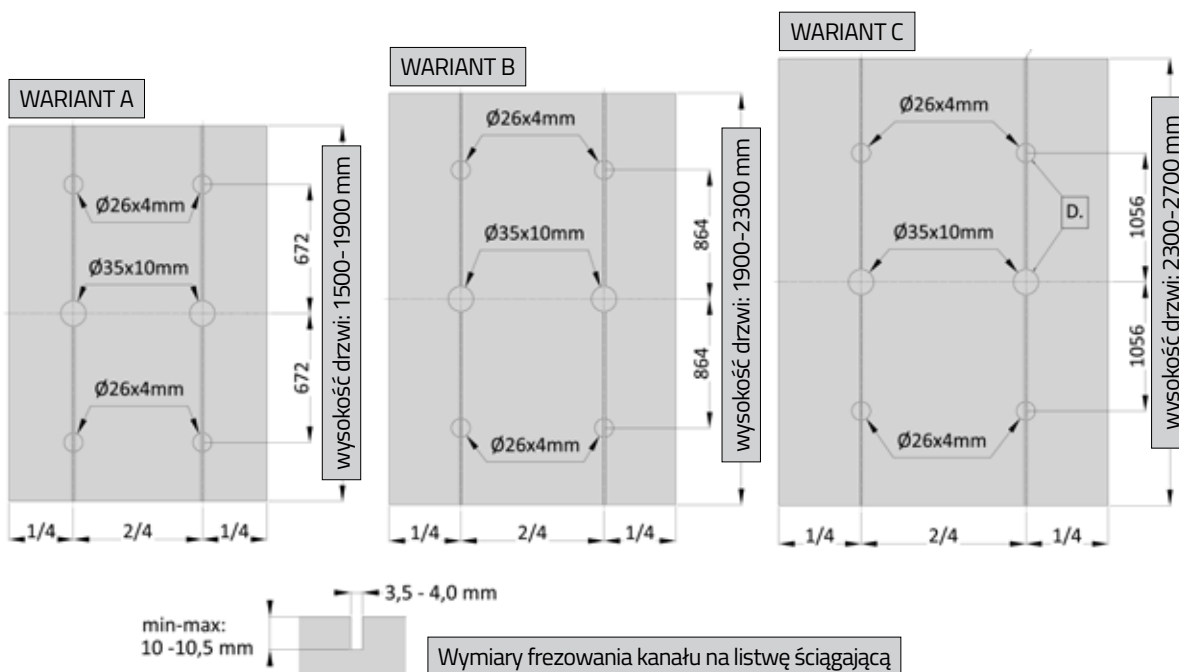 WARIANT A
Ø26x4mm
Ø35x10mm
Ø26x4mm
672
672
wysokość drzwi: 1500-1900 mm
1/4
2/4
1/4
WARIANT B
Ø26x4mm
Ø35x10mm
Ø26x4mm
864
864
wysokość drzwi: 1900-2300 mm
1/4
2/4
1/4
WARIANT C
Ø26x4mm
D.
Ø35x10mm
Ø26x4mm
1056
1056
wysokość drzwi: 2300-2700 mm
1/4
2/4
1/4
3,5 - 4,0 mm
min-max:
10 -10,5 mm
Wymiary frezowania kanału na listwę ściągającą